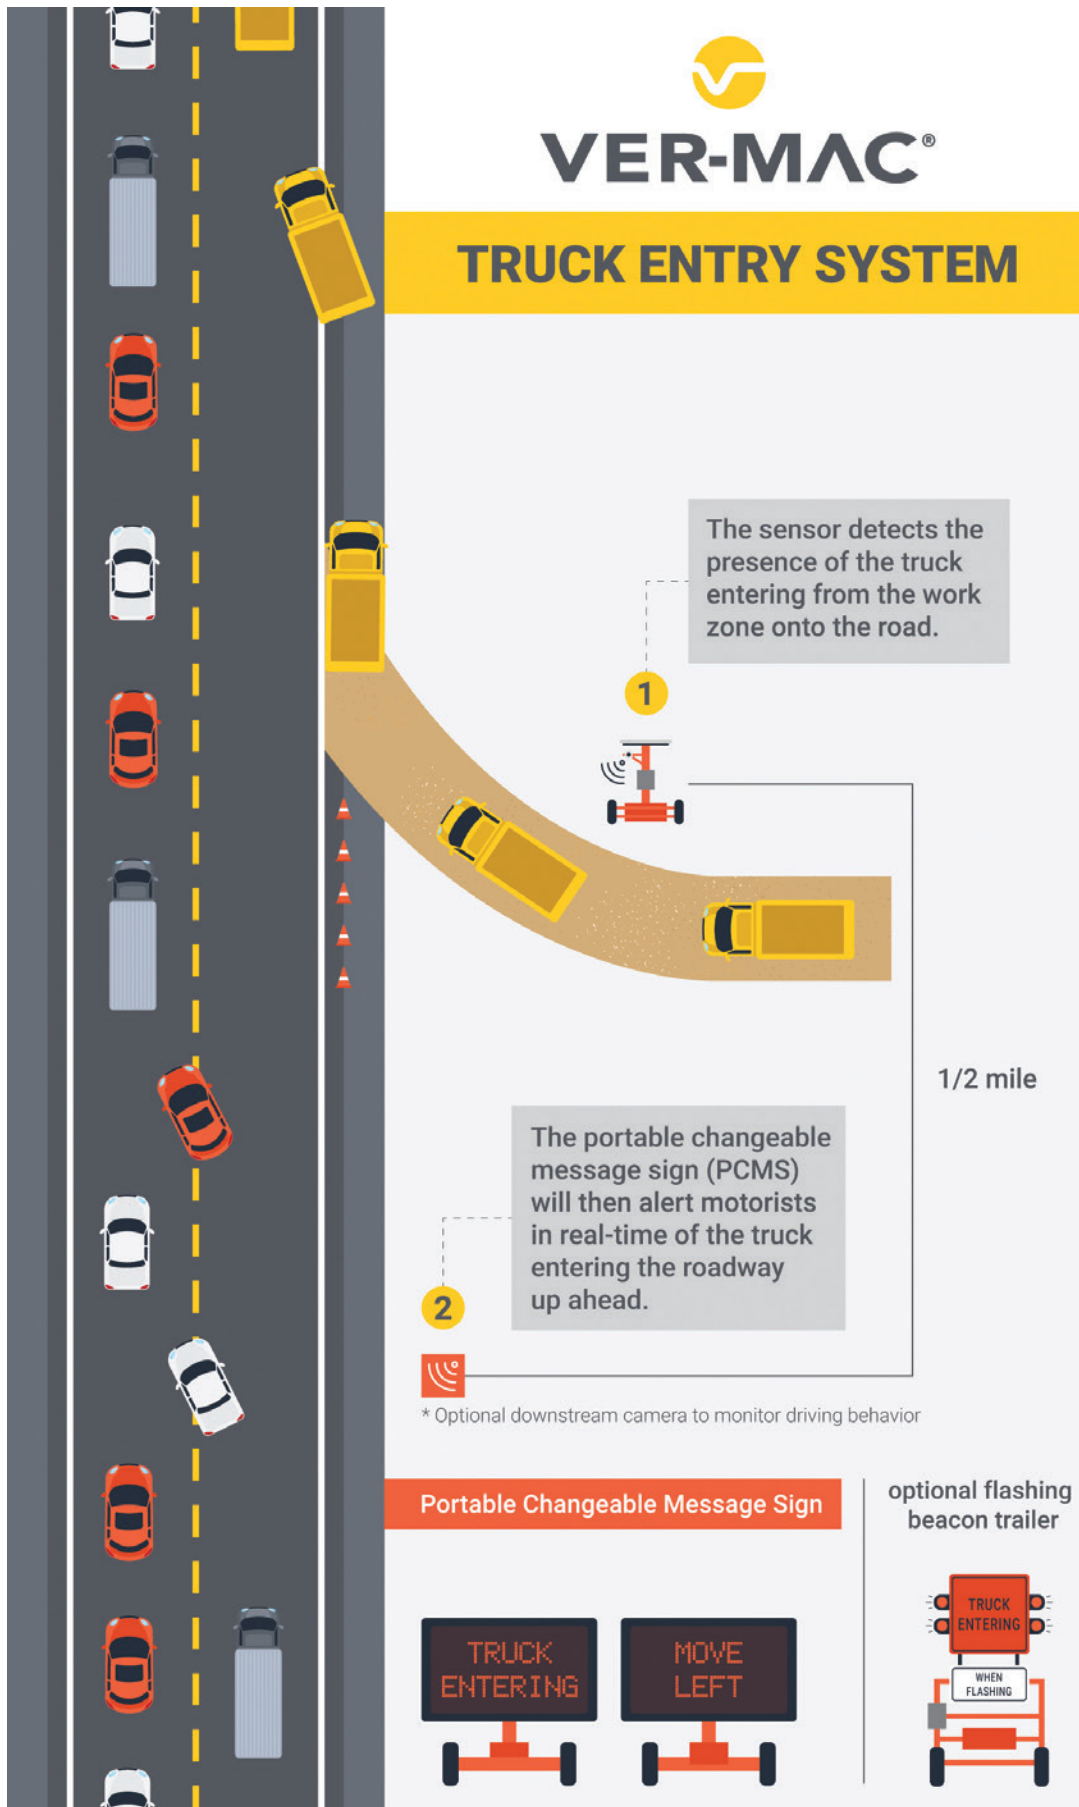 VER-MAC®
TRUCK ENTRY SYSTEM
The sensor detects the
presence of the truck
entering from the work
zone onto the road.
1
1/2 mile
The portable changeable
message sign (PCMS)
will then alert motorists
in real-time of the truck
entering the roadway
up ahead.
2
* Optional downstream camera to monitor driving behavior
Portable Changeable Message Sign
TRUCK
ENTERING
MOVE
LEFT
optional flashing
beacon trailer
TRUCK
ENTERING
WHEN
FLASHING